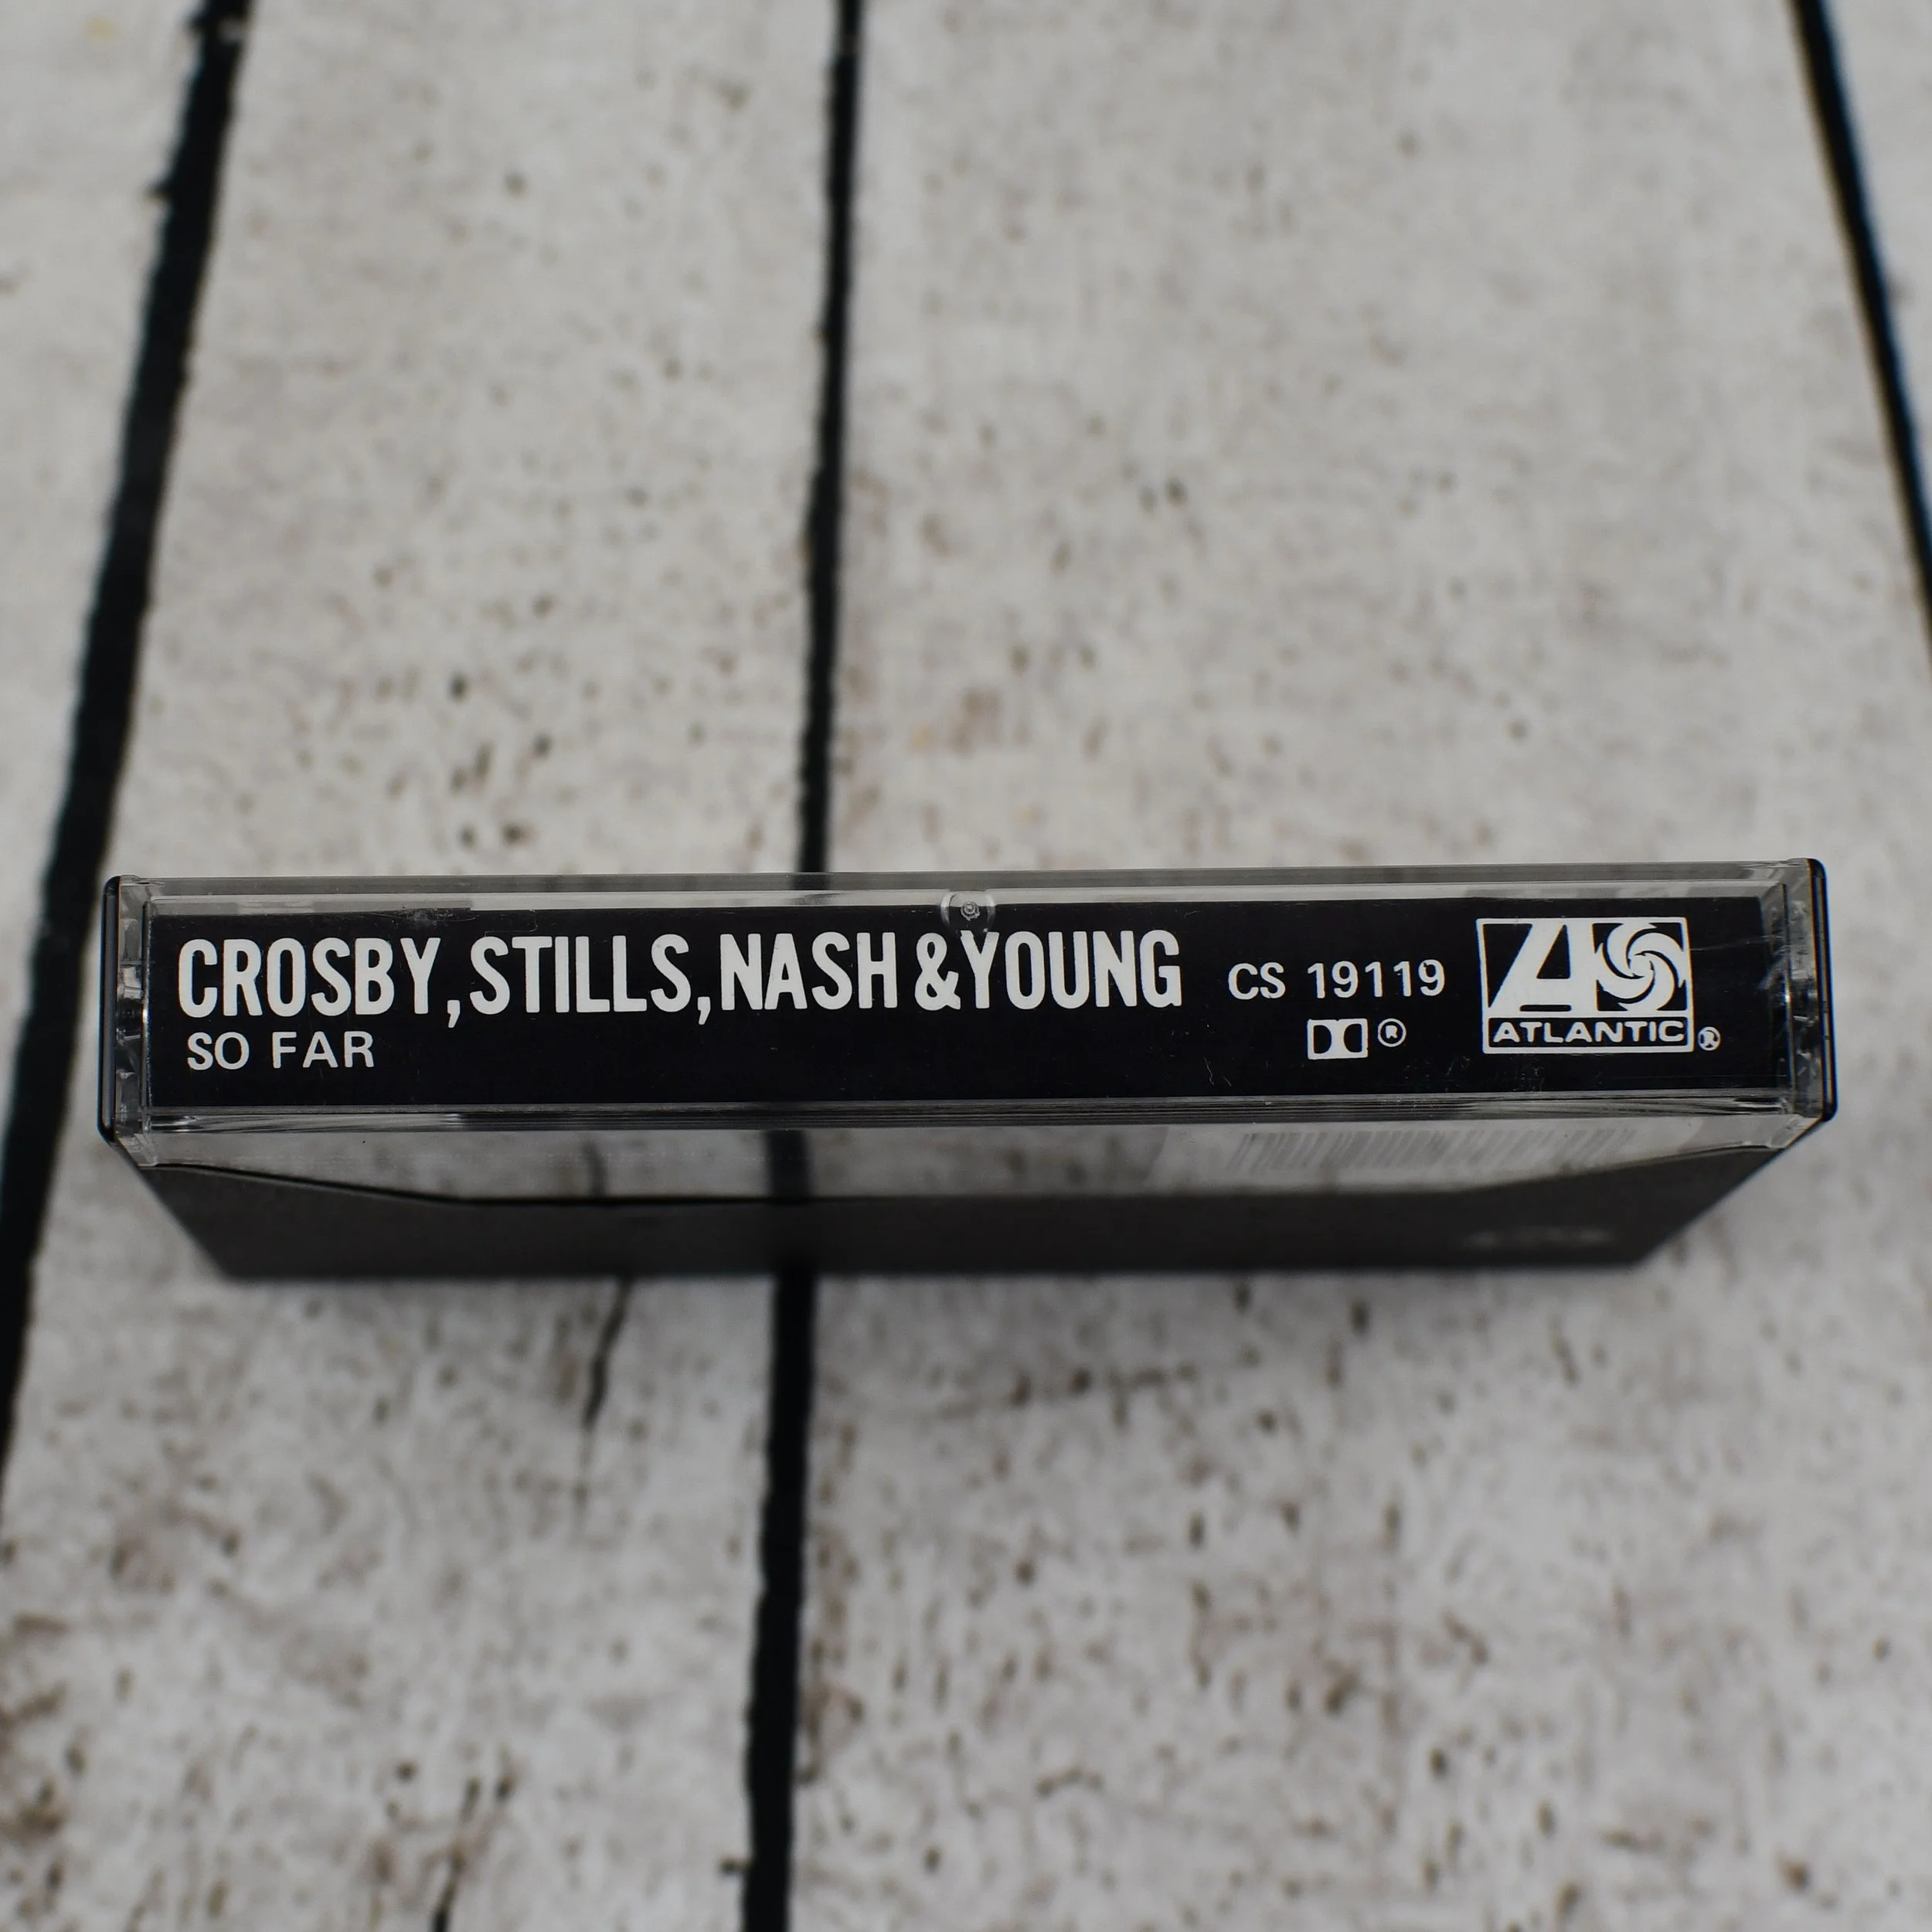 CROSBY, STILLS, NASH & YOUNG
SO FAR
CS 19119
®
ATLANTIC ®